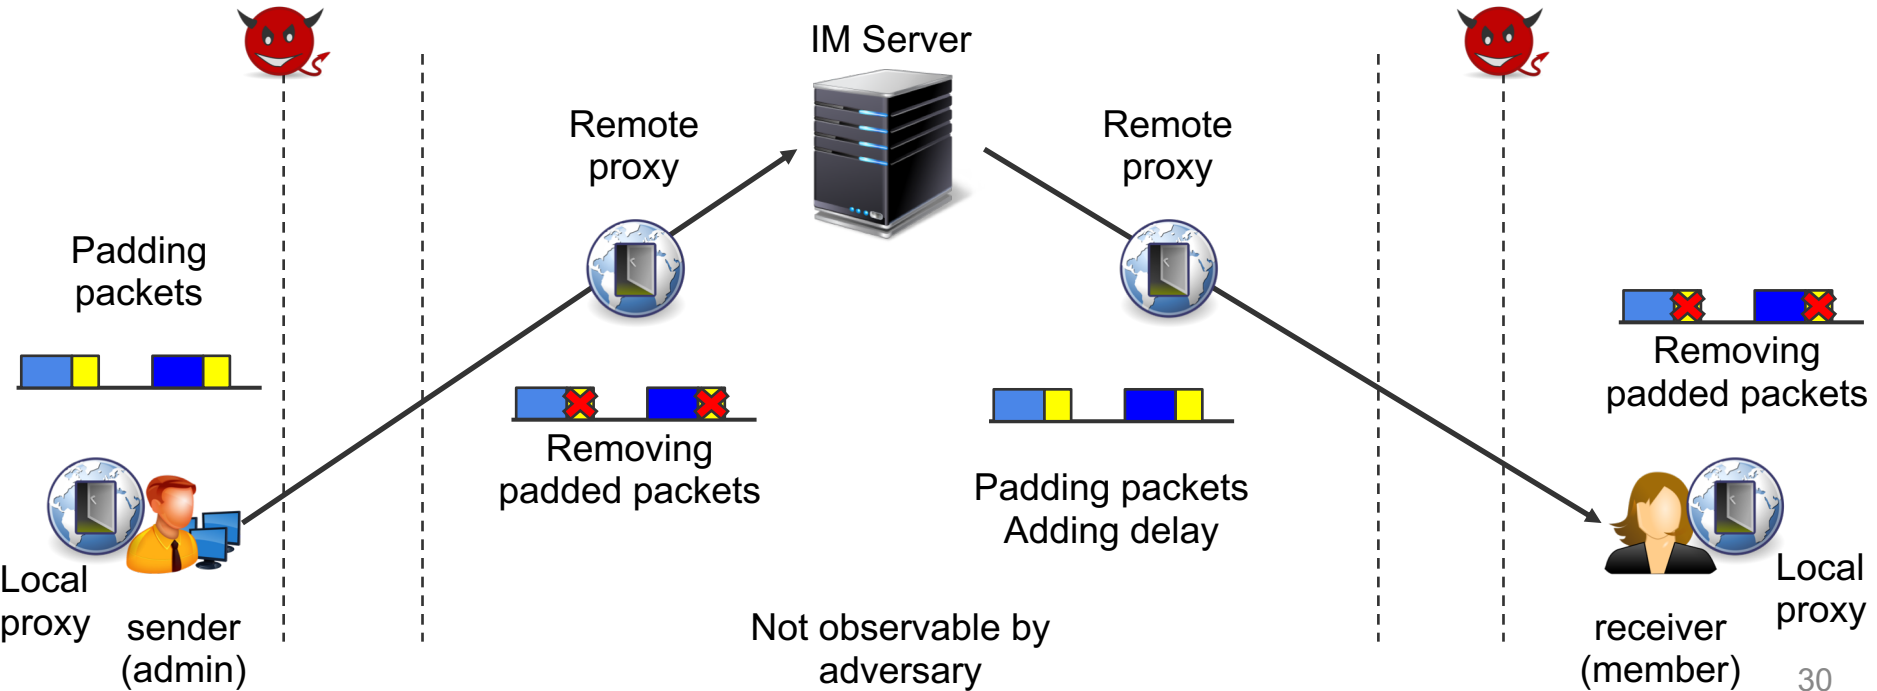 IM Server
Remote
proxy
Remote
proxy
Padding
packets
Removing
padded packets
Removing
padded packets
Padding packets
Adding delay
Local
proxy
sender
(admin)
Not observable by
adversary
receiver
(member)
Local
proxy
30